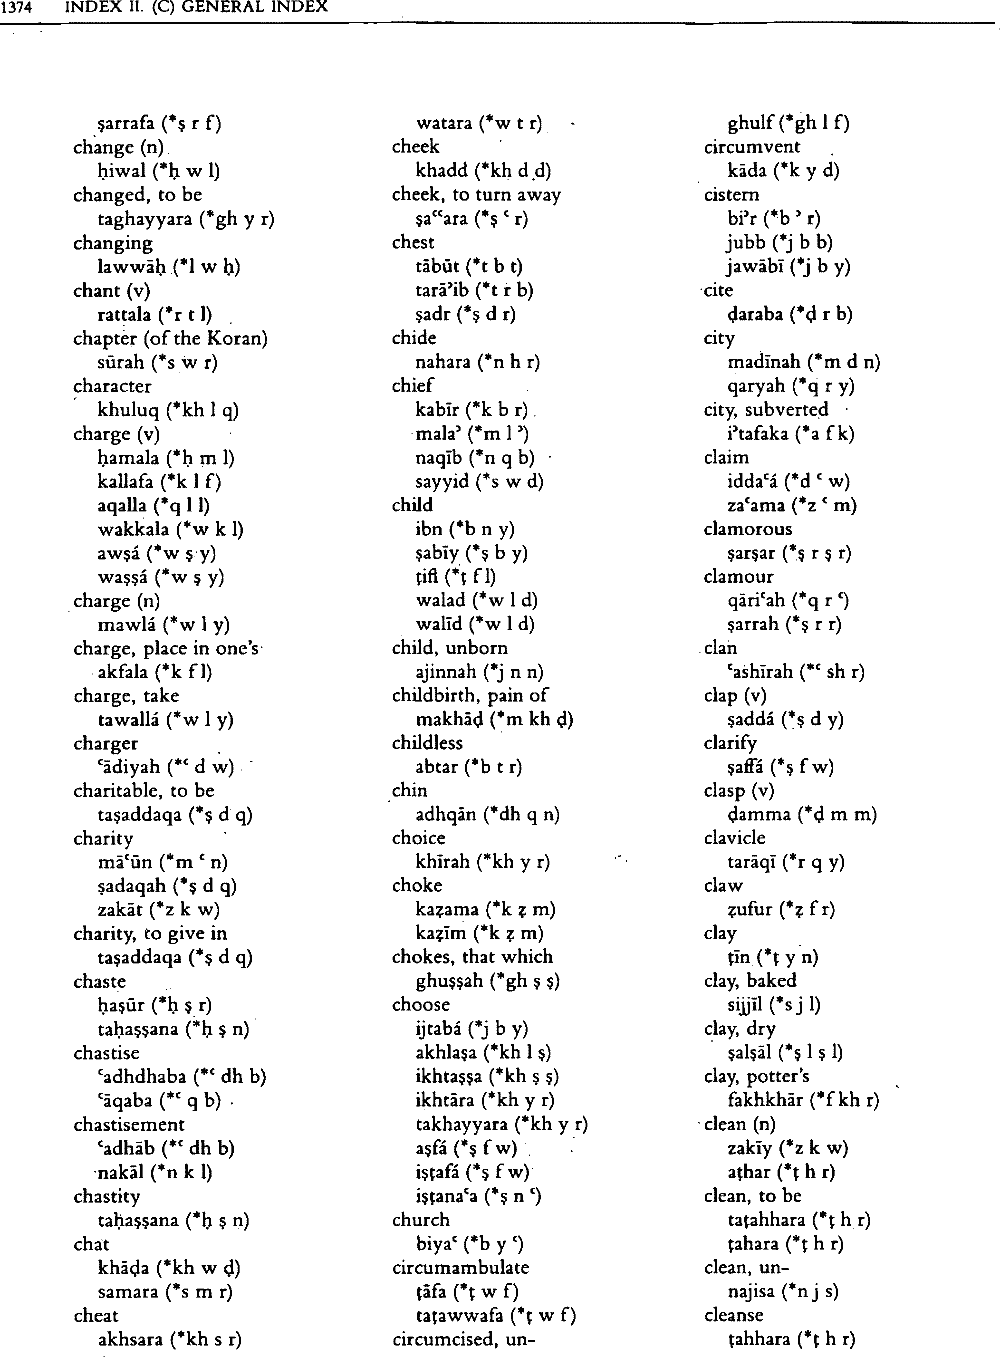 1374 INDEX II. (C) GENERAL INDEX
ṣarrafa (*ṣ r f)
change (n)
ḥiwal (*ḥ w l)
changed, to be
taghayyara (*gh y r)
changing
lawwāḥ (*l w ḥ)
chant (v)
rattala (*r t l)
chapter (of the Koran)
sūrah (*s w r)
character
khuluq (*kh l q)
charge (v)
ḥamala (*ḥ m l)
kallafa (*k l f)
aqalla (*q l l)
wakkala (*w k l)
awṣá (*w ṣ y)
waṣṣá (*w ṣ y)
charge (n)
mawlá (*w l y)
charge, place in one's
akfala (*k f l)
charge, take
tawallá (*w l y)
charger
ʿādiyah (*ʿ d w)
charitable, to be
taṣaddaqa (*ṣ d q)
charity
māʿūn (*m ʿ n)
ṣadaqah (*ṣ d q)
zakāt (*z k w)
charity, to give in
taṣaddaqa (*ṣ d q)
chaste
ḥaṣūr (*ḥ ṣ r)
taḥaṣṣana (*ḥ ṣ n)
chastise
ʿadhdhaba (*ʿ dh b)
ʿāqaba (*ʿ q b)
chastisement
ʿadhāb (*ʿ dh b)
nakāl (*n k l)
chastity
taḥaṣṣana (*ḥ ṣ n)
chat
khāḍa (*kh w ḍ)
samara (*s m r)
cheat
akhsara (*kh s r)
watara (*w t r)
cheek
khadd (*kh d d)
cheek, to turn away
ṣaʿʿara (*ṣ ʿ r)
chest
tābūt (*t b t)
tarāʾib (*t r b)
ṣadr (*ṣ d r)
chide
nahara (*n h r)
chief
kabīr (*k b r)
malaʾ (*m l ʾ)
naqīb (*n q b)
sayyid (*s w d)
child
ibn (*b n y)
ṣabīy (*ṣ b y)
ṭifl (*ṭ f l)
walad (*w l d)
walīd (*w l d)
child, unborn
ajinnah (*j n n)
childbirth, pain of
makhāḍ (*m kh ḍ)
childless
abtar (*b t r)
chin
adhqān (*dh q n)
choice
khīrah (*kh y r)
choke
kaẓama (*k ẓ m)
kaẓīm (*k ẓ m)
chokes, that which
ghuṣṣah (*gh ṣ ṣ)
choose
ijtabá (*j b y)
akhlaṣa (*kh l ṣ)
ikhtaṣṣa (*kh ṣ ṣ)
ikhtāra (*kh y r)
takhayyara (*kh y r)
aṣfá (*ṣ f w)
iṣṭafá (*ṣ f w)
iṣṭanaʿa (*ṣ n ʿ)
church
biyaʿ (*b y ʿ)
circumambulate
ṭāfa (*ṭ w f)
taṭawwafa (*ṭ w f)
circumcised, un-
ghulf (*gh l f)
circumvent
kāda (*k y d)
cistern
biʾr (*b ʾ r)
jubb (*j b b)
jawābī (*j b y)
cite
ḍaraba (*ḍ r b)
city
madīnah (*m d n)
qaryah (*q r y)
city, subverted
iʾtafaka (*a f k)
claim
iddaʿá (*d ʿ w)
zaʿama (*z ʿ m)
clamorous
ṣarṣar (*ṣ r ṣ r)
clamour
qāriʿah (*q r ʿ)
ṣarrah (*ṣ r r)
clan
ʿashīrah (*ʿ sh r)
clap (v)
ṣaddá (*ṣ d y)
clarify
ṣaffá (*ṣ f w)
clasp (v)
ḍamma (*ḍ m m)
clavicle
tarāqī (*r q y)
claw
ẓufur (*ẓ f r)
clay
ṭīn (*ṭ y n)
clay, baked
sijjīl (*s j l)
clay, dry
ṣalṣāl (*ṣ l ṣ l)
clay, potter's
fakhkhār (*f kh r)
clean (n)
zakīy (*z k w)
aṭhar (*ṭ h r)
clean, to be
taṭahhara (*ṭ h r)
ṭahara (*ṭ h r)
clean, un-
najisa (*n j s)
cleanse
ṭahhara (*ṭ h r)